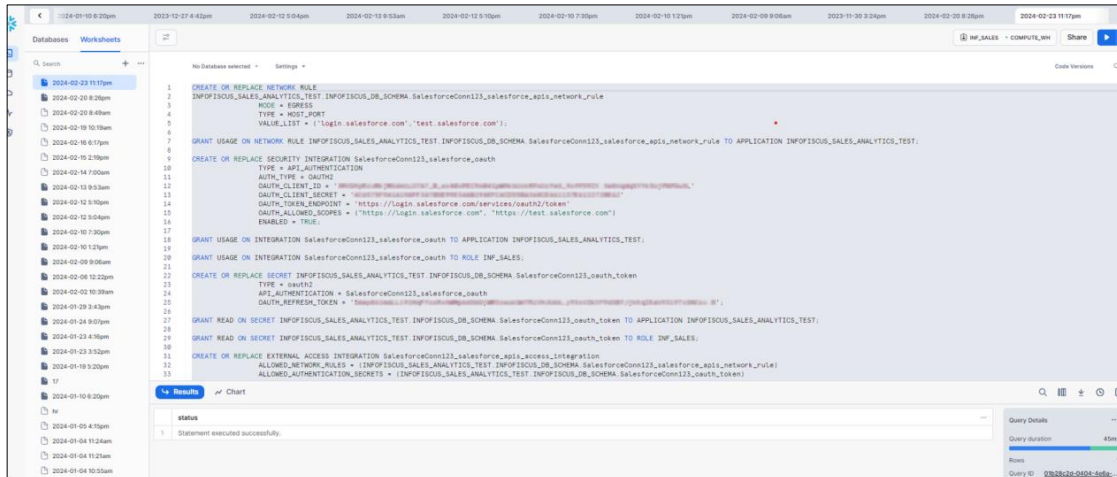 2024-01-10 6:20pm
2023-12-27 4:42pm
2024-02-12 5:04pm
2024-02-13 9:53am
2024-02-12 5:10pm
2024-02-10 7:30pm
2024-02-10 1:21pm
2024-02-09 9:06am
2023-11-30 3:24pm
2024-02-20 8:26pm
2024-02-23 11:17pm
Databases Worksheets
INF_SALES · COMPUTE_WH Share
Search
No Database selected Settings
Code Versions
2024-02-23 11:17pm
2024-02-20 8:26pm
2024-02-20 8:49am
2024-02-19 10:19am
2024-02-16 6:17pm
2024-02-15 2:19pm
2024-02-14 7:00am
2024-02-13 9:53am
2024-02-12 5:10pm
2024-02-12 5:04pm
2024-02-10 7:30pm
2024-02-10 1:21pm
2024-02-09 9:06am
2024-02-06 12:22pm
2024-02-02 10:39am
2024-01-29 3:43pm
2024-01-24 9:07pm
2024-01-23 4:16pm
2024-01-23 3:52pm
2024-01-19 5:20pm
17
2024-01-10 6:20pm
hi
2024-01-05 4:15pm
2024-01-04 11:24am
2024-01-04 11:21am
2024-01-04 10:55am
1 CREATE OR REPLACE NETWORK RULE
2 INFOFISCUS_SALES_ANALYTICS_TEST.INFOFISCUS_DB_SCHEMA.SalesforceConn123_salesforce_apis_network_rule
3 MODE = EGRESS
4 TYPE = HOST_PORT
5 VALUE_LIST = ('login.salesforce.com','test.salesforce.com');
6
7 GRANT USAGE ON NETWORK RULE INFOFISCUS_SALES_ANALYTICS_TEST.INFOFISCUS_DB_SCHEMA.SalesforceConn123_salesforce_apis_network_rule TO APPLICATION INFOFISCUS_SALES_ANALYTICS_TEST;
8
9 CREATE OR REPLACE SECURITY INTEGRATION SalesforceConn123_salesforce_oauth
10 TYPE = API_AUTHENTICATION
11 AUTH_TYPE = OAUTH2
12 OAUTH_CLIENT_ID = '
13 OAUTH_CLIENT_SECRET = '
14 OAUTH_TOKEN_ENDPOINT = 'https://login.salesforce.com/services/oauth2/token'
15 OAUTH_ALLOWED_SCOPES = ("https://login.salesforce.com", "https://test.salesforce.com")
16 ENABLED = TRUE;
17
18 GRANT USAGE ON INTEGRATION SalesforceConn123_salesforce_oauth TO APPLICATION INFOFISCUS_SALES_ANALYTICS_TEST;
19
20 GRANT USAGE ON INTEGRATION SalesforceConn123_salesforce_oauth TO ROLE INF_SALES;
21
22 CREATE OR REPLACE SECRET INFOFISCUS_SALES_ANALYTICS_TEST.INFOFISCUS_DB_SCHEMA.SalesforceConn123_oauth_token
23 TYPE = oauth2
24 API_AUTHENTICATION = SalesforceConn123_salesforce_oauth
25 OAUTH_REFRESH_TOKEN = '
26
27 GRANT READ ON SECRET INFOFISCUS_SALES_ANALYTICS_TEST.INFOFISCUS_DB_SCHEMA.SalesforceConn123_oauth_token TO APPLICATION INFOFISCUS_SALES_ANALYTICS_TEST;
28
29 GRANT READ ON SECRET INFOFISCUS_SALES_ANALYTICS_TEST.INFOFISCUS_DB_SCHEMA.SalesforceConn123_oauth_token TO ROLE INF_SALES;
30
31 CREATE OR REPLACE EXTERNAL ACCESS INTEGRATION SalesforceConn123_salesforce_apis_access_integration
32 ALLOWED_NETWORK_RULES = (INFOFISCUS_SALES_ANALYTICS_TEST.INFOFISCUS_DB_SCHEMA.SalesforceConn123_salesforce_apis_network_rule)
33 ALLOWED_AUTHENTICATION_SECRETS = (INFOFISCUS_SALES_ANALYTICS_TEST.INFOFISCUS_DB_SCHEMA.SalesforceConn123_oauth_token)
Results Chart
status
1 Statement executed successfully.
Query Details
Query duration 45m
Rows
Query ID 01b28c2d-0404-4e6a-...